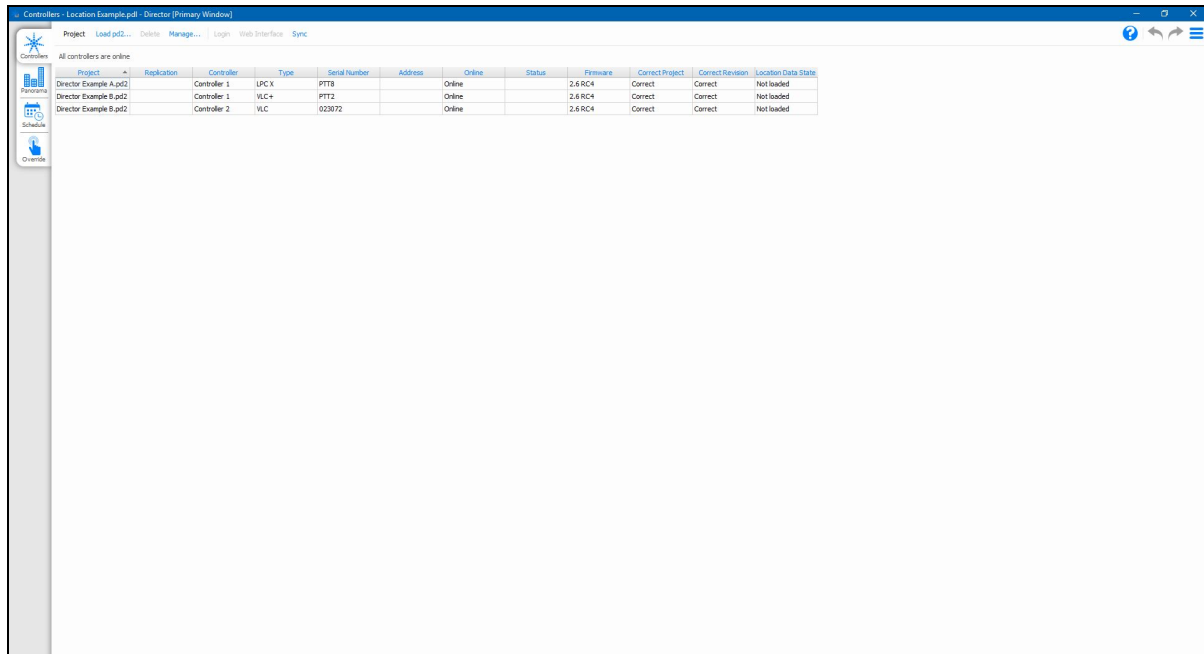 Controllers - Location Example.pdl - Director [Primary Window]
Project Load pd2... Delete Manage... Login Web Interface Sync
Controllers
All controllers are online
Project Replication Controller Type Serial Number Address Online Status Firmware Correct Project Correct Revision Location Data State
Director Example A.pd2 Controller 1 LPC X PTT8 Online 2.6 RC4 Correct Correct Not loaded
Director Example B.pd2 Controller 1 VLC+ PTT2 Online 2.6 RC4 Correct Correct Not loaded
Director Example B.pd2 Controller 2 VLC 023072 Online 2.6 RC4 Correct Correct Not loaded
Panorama
Schedule
Override